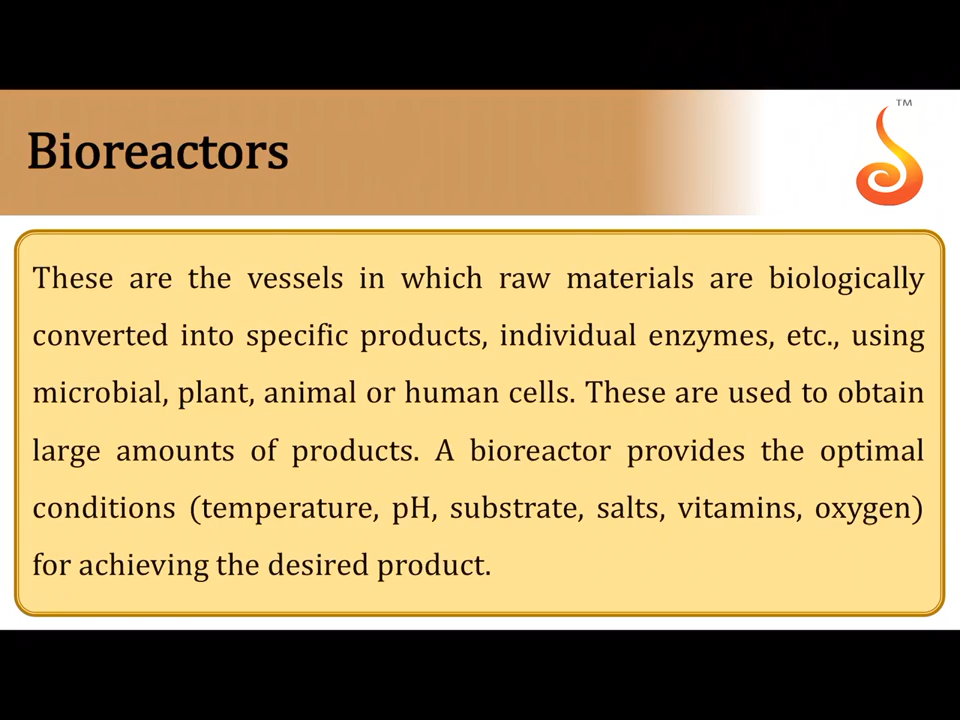 Bioreactors
TM
These are the vessels in which raw materials are biologically
converted into specific products, individual enzymes, etc., using
microbial, plant, animal or human cells. These are used to obtain
large amounts of products. A bioreactor provides the optimal
conditions (temperature, pH, substrate, salts, vitamins, oxygen)
for achieving the desired product.